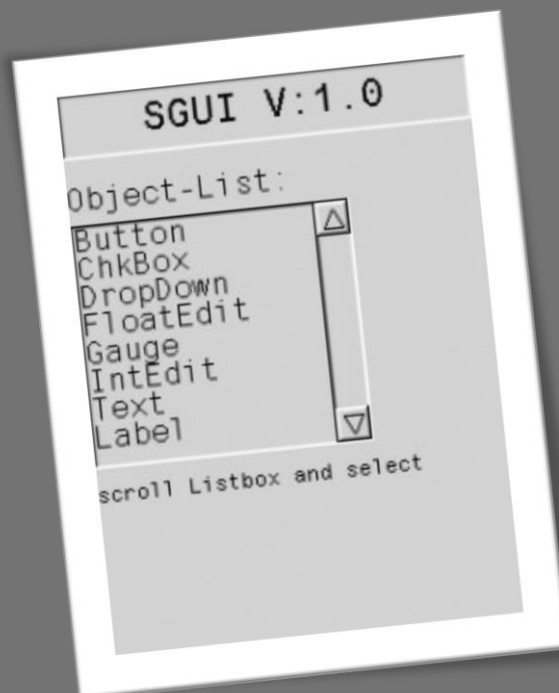 SGUI V:1.0
Object-List:
Button
ChkBox
DropDown
FloatEdit
Gauge
IntEdit
Text
Label
scroll Listbox and select